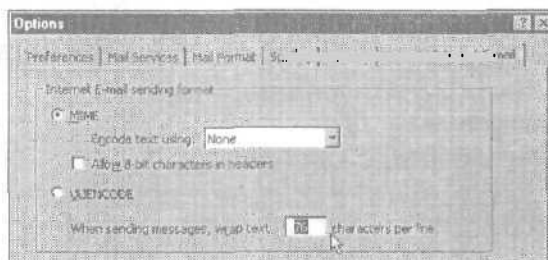 Options
Preferences | Mail Services | Mail Format |
Internet E-mail sending format
MIME
Encode text using: None
Allow 8-bit characters in headers
UUENCODE
When sending messages, wrap text 76 characters per line